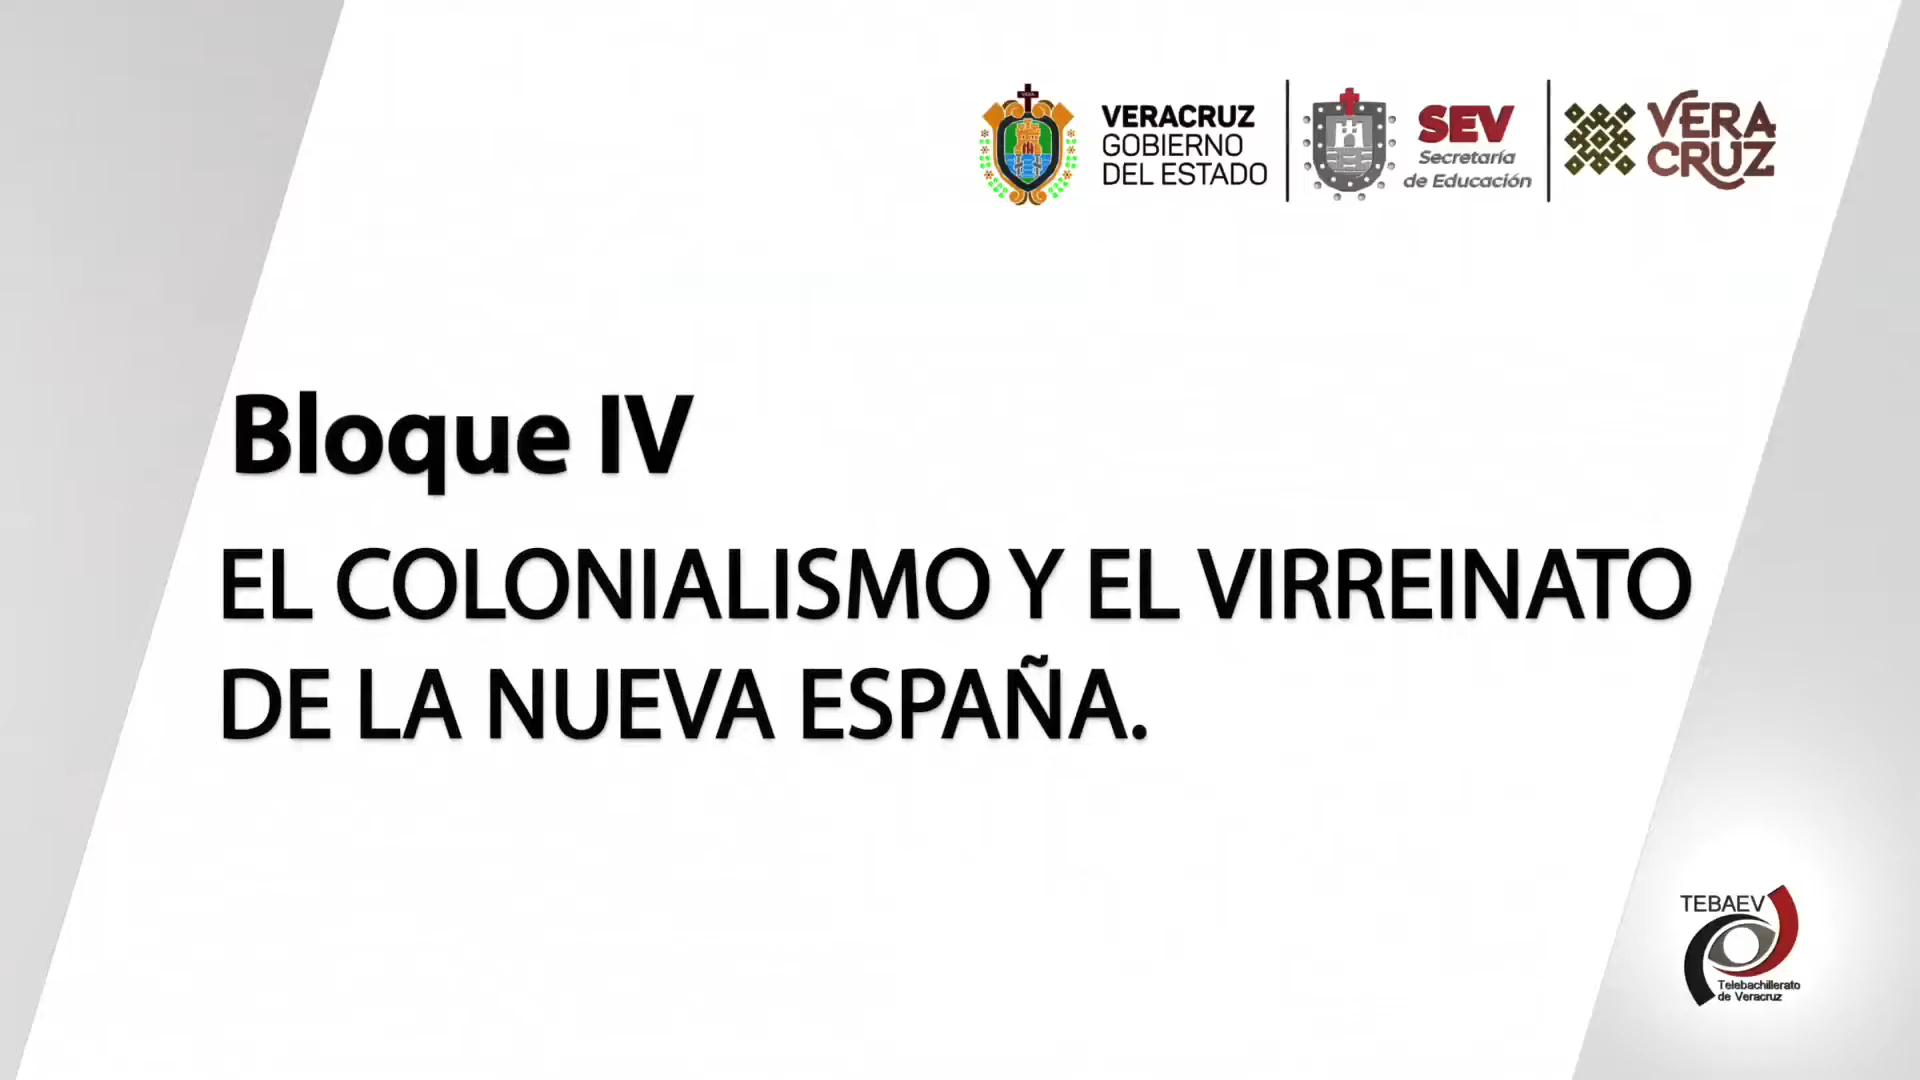 VERACRUZ
GOBIERNO
DEL ESTADO
SEV
Secretaría
de Educación
VERA
CRUZ
Bloque IV
EL COLONIALISMO Y EL VIRREINATO
DE LA NUEVA ESPAÑA.
TEBAEV
Telebachillerato
de Veracruz